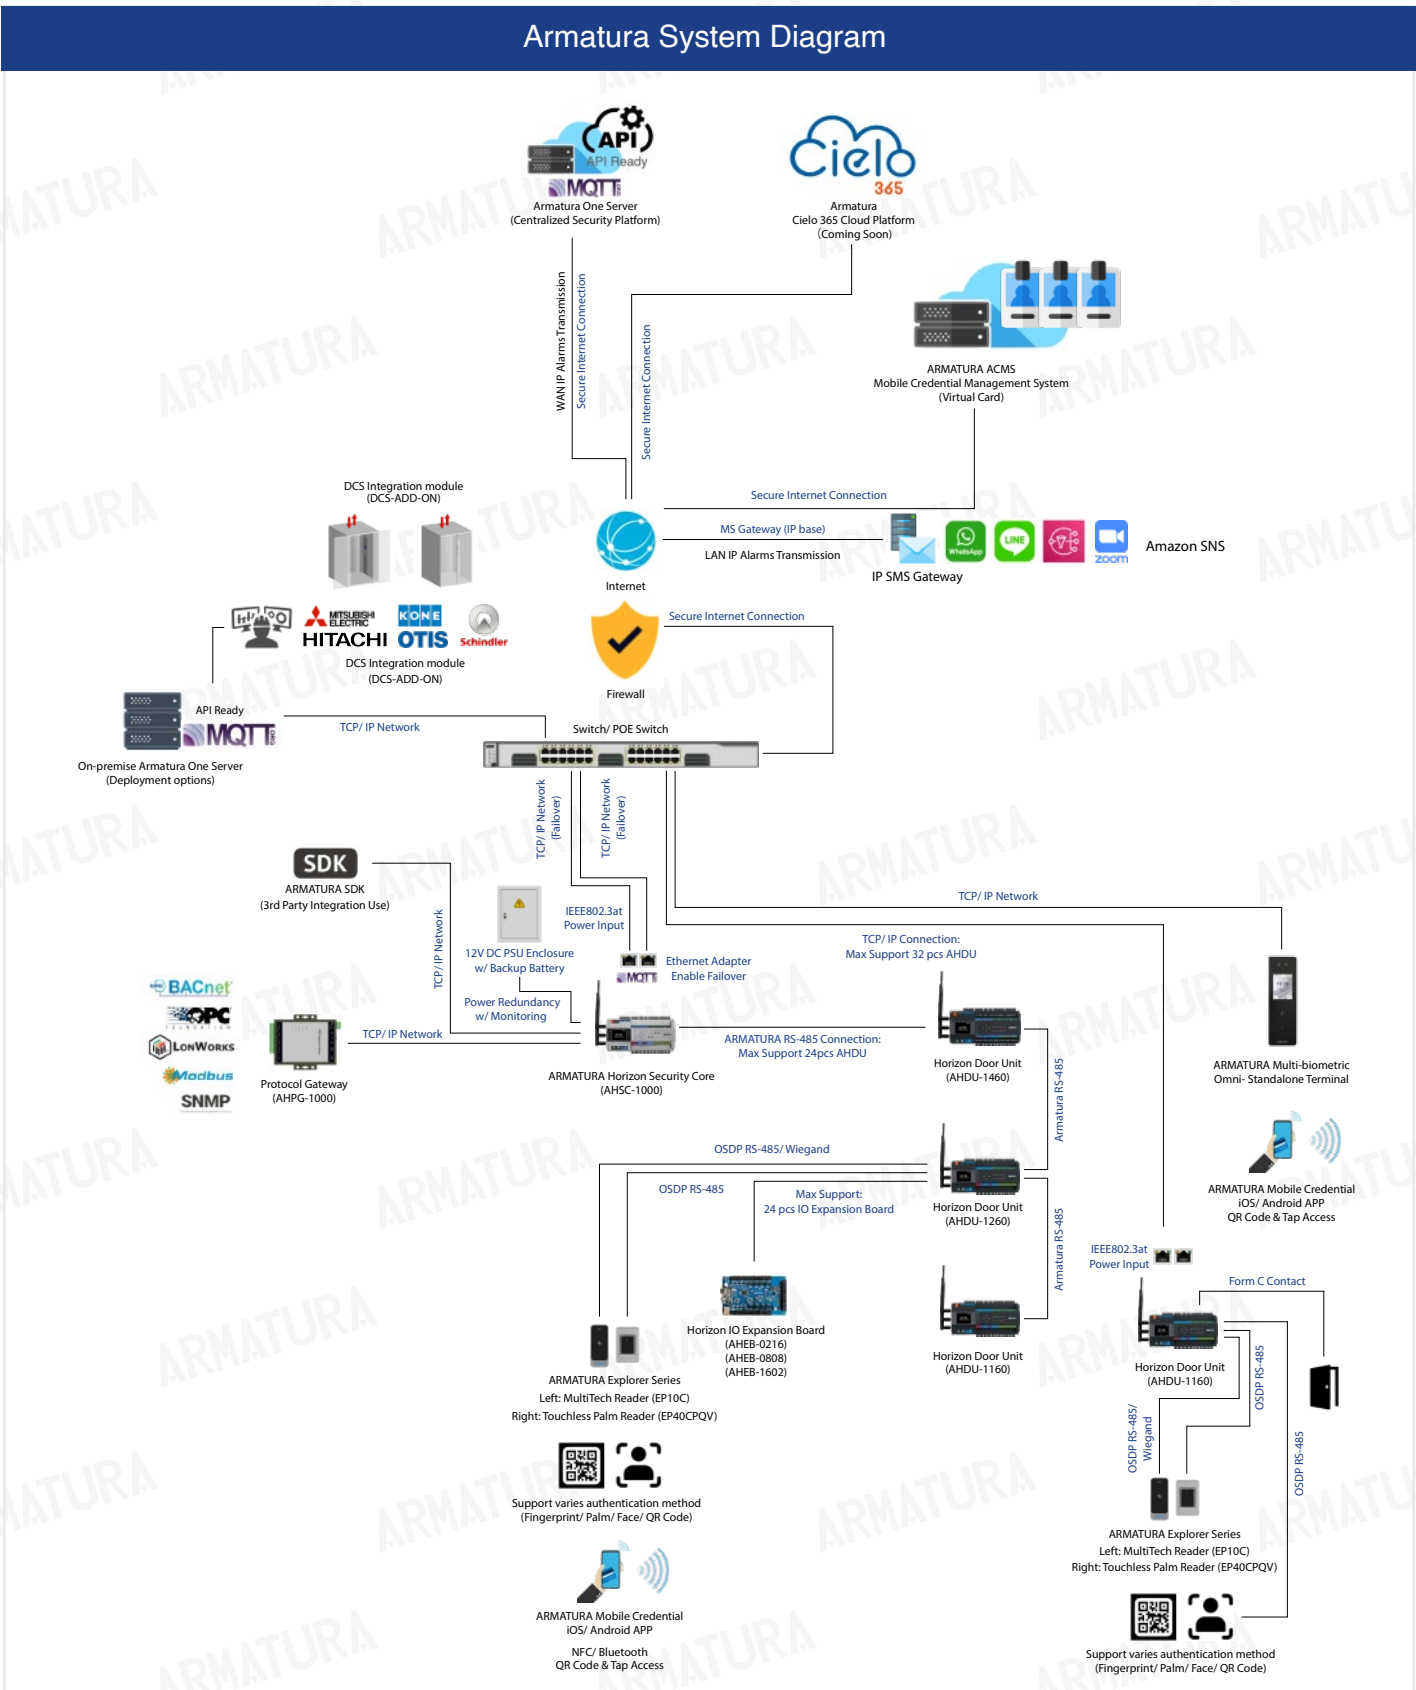 Armatura System Diagram
API
API Ready
MQTT
Armatura One Server
(Centralized Security Platform)
Cielo
365
Armatura
Cielo 365 Cloud Platform
(Coming Soon)
WAN IP Alarms Transmission
Secure Internet Connection
Secure Internet Connection
ARMATURA ACMS
Mobile Credential Management System
(Virtual Card)
DCS Integration module
(DCS-ADD-ON)
Secure Internet Connection
MS Gateway (IP base)
LAN IP Alarms Transmission
WhatsApp
LINE
zoom
Amazon SNS
IP SMS Gateway
Internet
MITSUBISHI
ELECTRIC
KONE
HITACHI
OTIS
Schindler
DCS Integration module
(DCS-ADD-ON)
Secure Internet Connection
Firewall
API Ready
MQTT
On-premise Armatura One Server
(Deployment options)
TCP/ IP Network
Switch/ POE Switch
TCP/ IP Network
(Failover)
TCP/ IP Network
(Failover)
SDK
ARMATURA SDK
(3rd Party Integration Use)
TCP/ IP Network
IEEE802.3at
Power Input
12V DC PSU Enclosure
w/ Backup Battery
Ethernet Adapter
Enable Failover
MQTT
Power Redundancy
w/ Monitoring
TCP/ IP Network
TCP/ IP Connection:
Max Support 32 pcs AHDU
BACnet
OPC
FOUNDATION
LONWORKS
Modbus
SNMP
TCP/ IP Network
Protocol Gateway
(AHPG-1000)
ARMATURA Horizon Security Core
(AHSC-1000)
ARMATURA RS-485 Connection:
Max Support 24pcs AHDU
Horizon Door Unit
(AHDU-1460)
Armatura RS-485
ARMATURA Multi-biometric
Omni- Standalone Terminal
ARMATURA Mobile Credential
iOS/ Android APP
QR Code & Tap Access
OSDP RS-485/ Wiegand
OSDP RS-485
Max Support:
24 pcs IO Expansion Board
Horizon Door Unit
(AHDU-1260)
Armatura RS-485
Horizon Door Unit
(AHDU-1160)
Horizon IO Expansion Board
(AHEB-0216)
(AHEB-0808)
(AHEB-1602)
ARMATURA Explorer Series
Left: MultiTech Reader (EP10C)
Right: Touchless Palm Reader (EP40CPQV)
Support varies authentication method
(Fingerprint/ Palm/ Face/ QR Code)
ARMATURA Mobile Credential
iOS/ Android APP
NFC/ Bluetooth
QR Code & Tap Access
IEEE802.3at
Power Input
Form C Contact
Horizon Door Unit
(AHDU-1160)
OSDP RS-485/
Wiegand
OSDP RS-485
OSDP RS-485
ARMATURA Explorer Series
Left: MultiTech Reader (EP10C)
Right: Touchless Palm Reader (EP40CPQV)
Support varies authentication method
(Fingerprint/ Palm/ Face/ QR Code)
ARMATURA